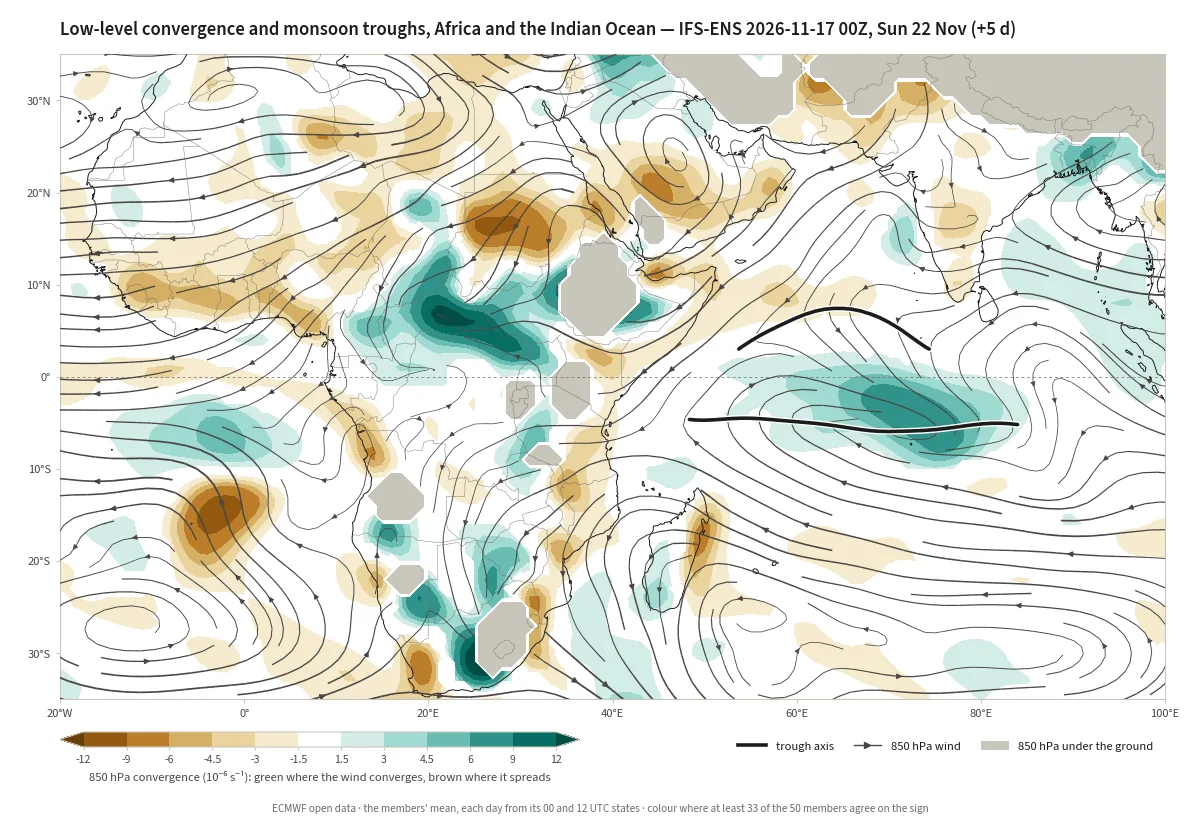 Low-level convergence and monsoon troughs, Africa and the Indian Ocean — IFS-ENS 2026-11-17 00Z, Sun 22 Nov (+5 d)
30°N
20°N
10°N
0°
10°S
20°S
30°S
20°W 0° 20°E 40°E 60°E 80°E 100°E
-12 -9 -6 -4.5 -3 -1.5 1.5 3 4.5 6 9 12
850 hPa convergence (10⁻⁶ s⁻¹): green where the wind converges, brown where it spreads
trough axis 850 hPa wind 850 hPa under the ground
ECMWF open data · the members' mean, each day from its 00 and 12 UTC states · colour where at least 33 of the 50 members agree on the sign